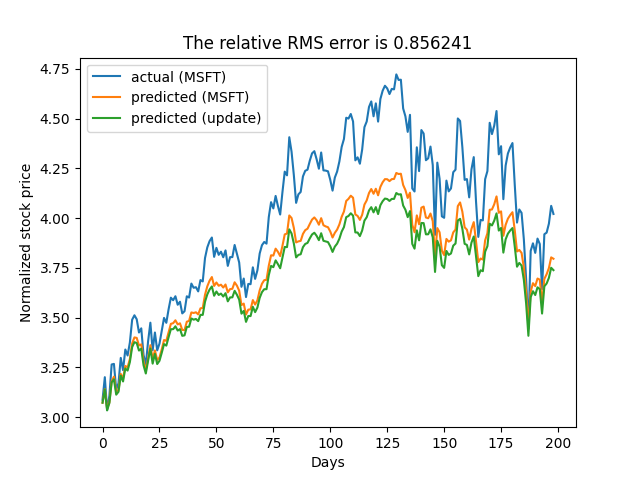 The relative RMS error is 0.856241
actual (MSFT)
predicted (MSFT)
predicted (update)
Normalized stock price
4.75
4.50
4.25
4.00
3.75
3.50
3.25
3.00
0 25 50 75 100 125 150 175 200
Days